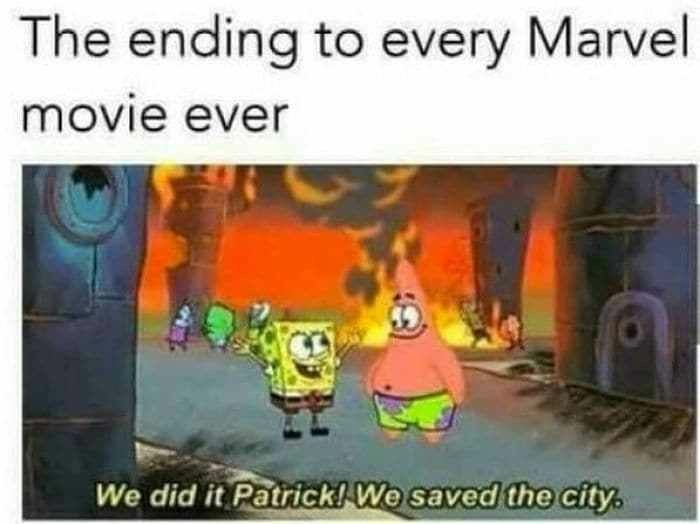 The ending to every Marvel
movie ever
We did it Patrick! We saved the city.